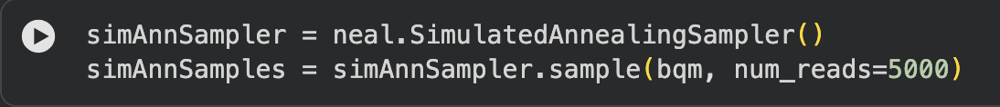 simAnnSampler = neal.SimulatedAnnealingSampler()
simAnnSamples = simAnnSampler.sample(bqm, num_reads=5000)